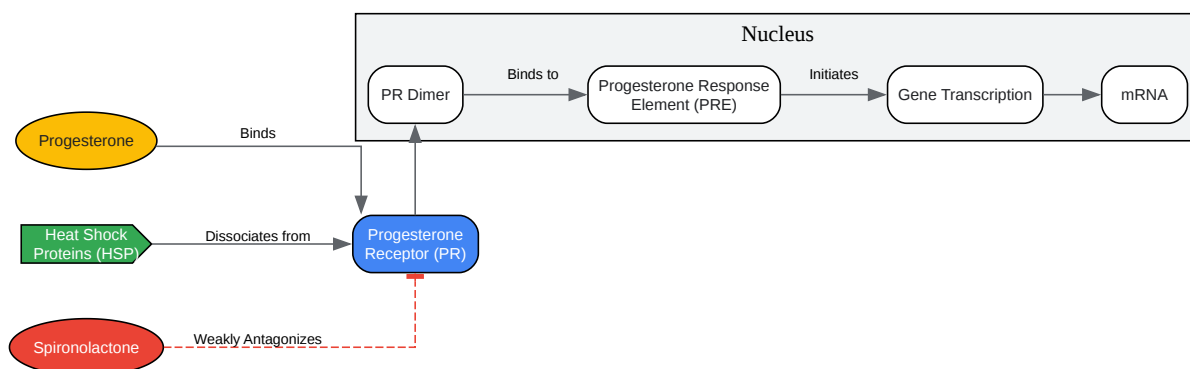 Nucleus
PR Dimer
Binds to
Progesterone Response
Element (PRE)
Initiates
Gene Transcription
mRNA
Progesterone
Binds
Heat Shock
Proteins (HSP)
Dissociates from
Progesterone
Receptor (PR)
Spironolactone
Weakly Antagonizes